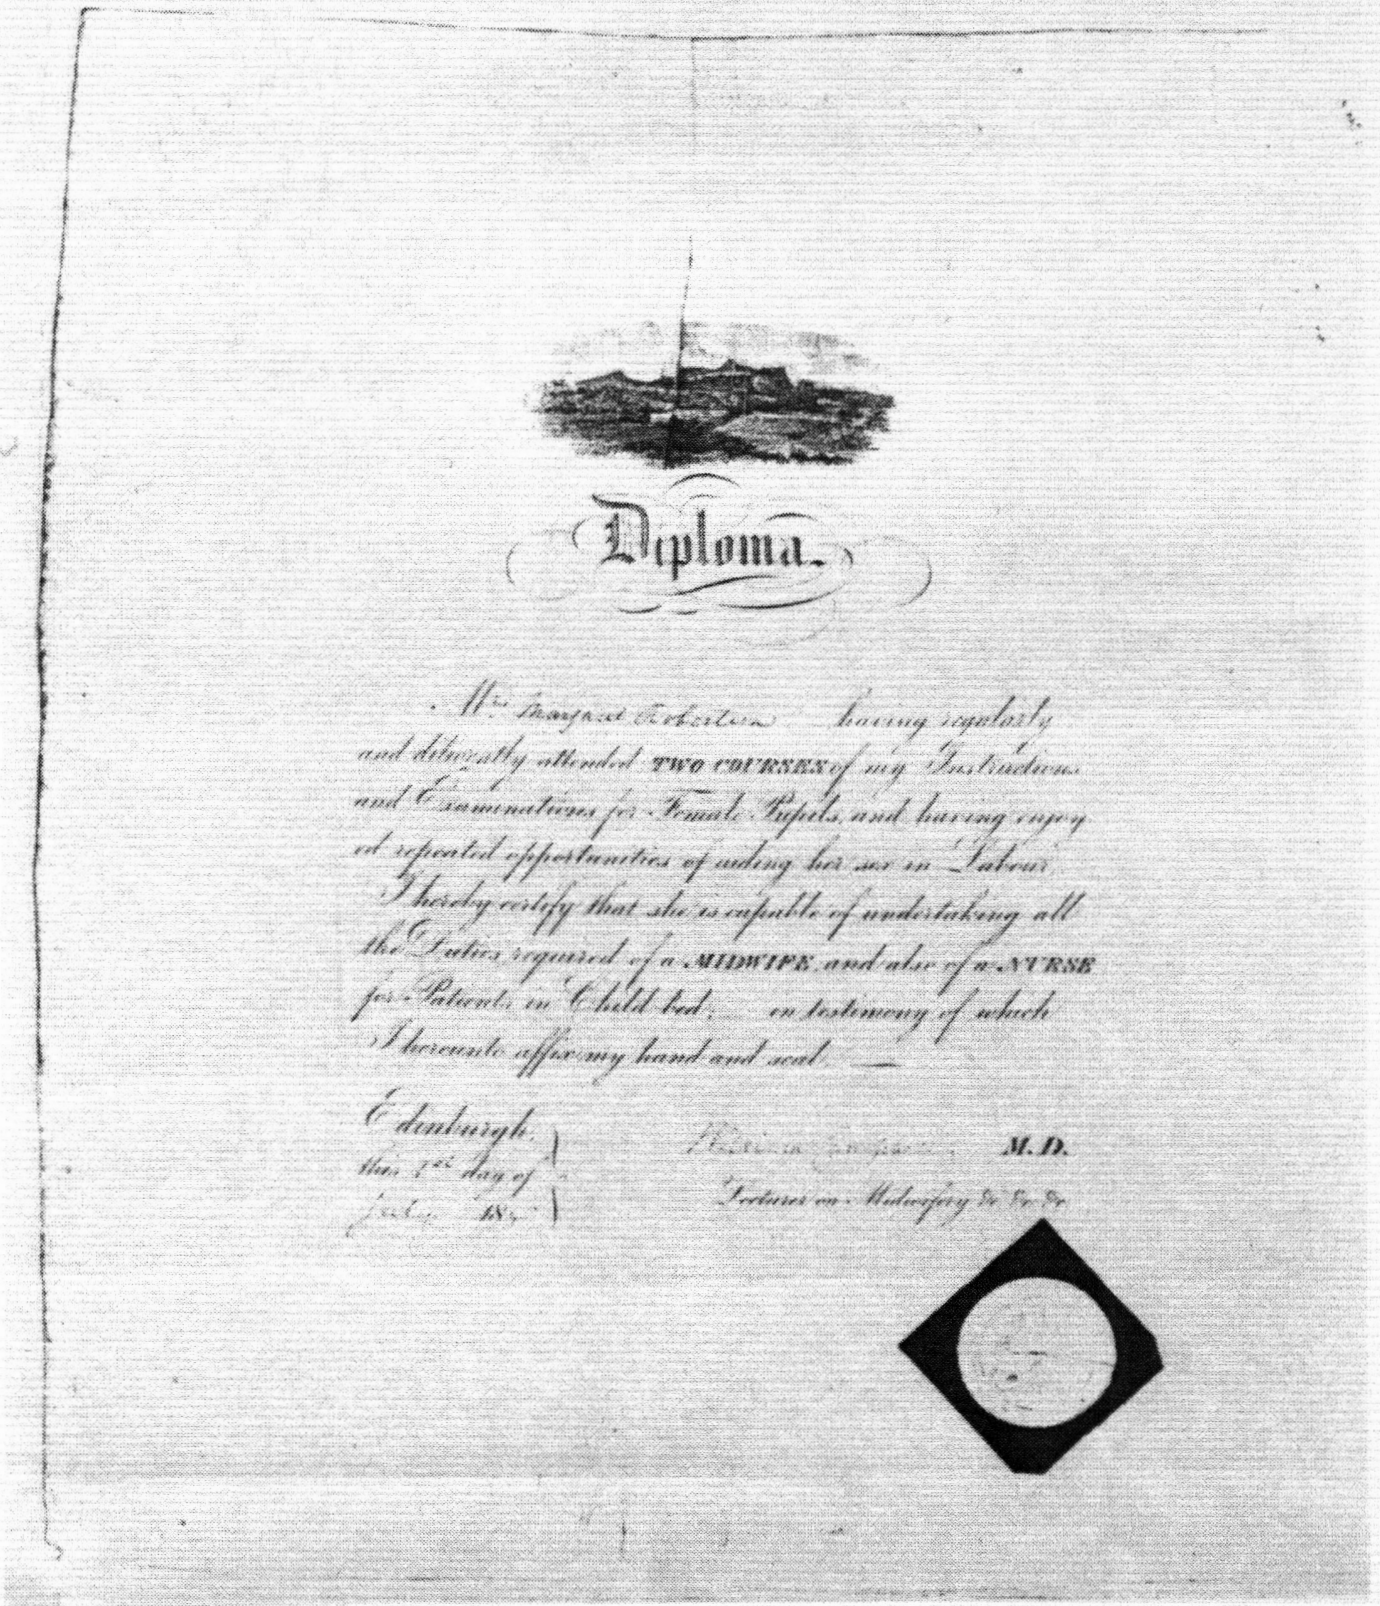 Diploma.
Mrs Margaret Robertson having regularly
and diligently attended TWO COURSES of my Instructions
and Examinations for Female Pupils, and having enjoy
ed repeated opportunities of aiding her sex in Labour,
I hereby certify that she is capable of undertaking all
the Duties required of a MIDWIFE, and also of a NURSE
for Patients in Child-bed; in testimony of which
I hereunto affix my hand and seal. —
Edinburgh,
this 1st day of
July 18
M.D.
Lecturer on Midwifery &c &c &c